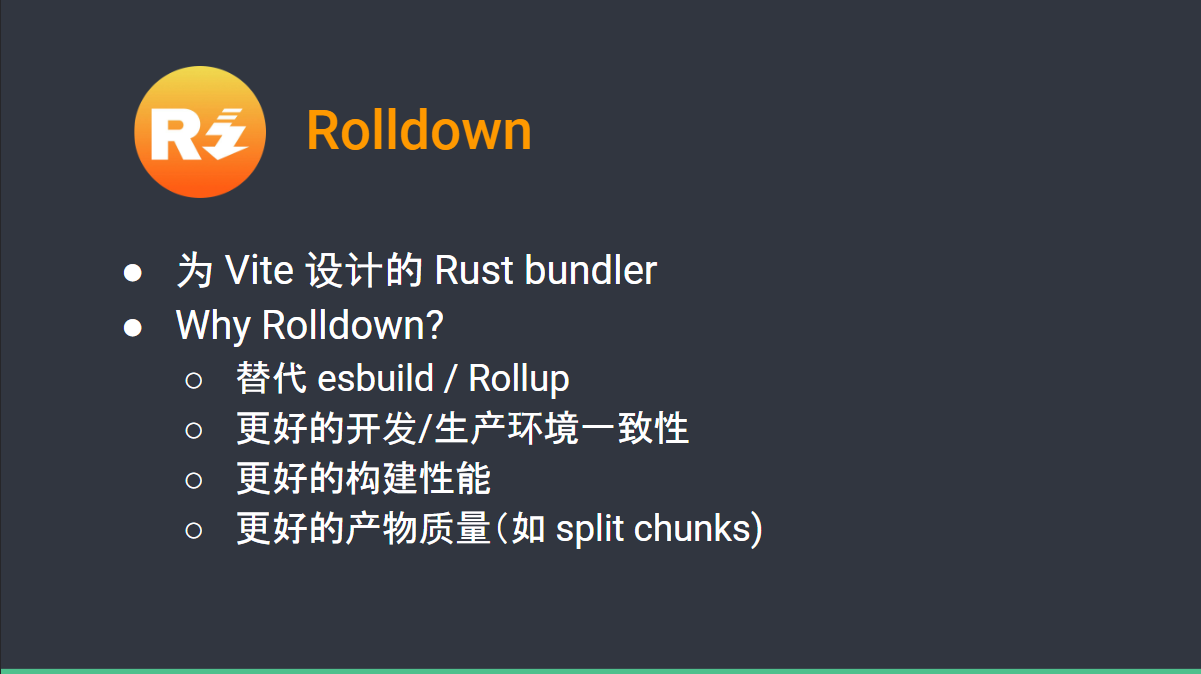 R
Rolldown
● 为 Vite 设计的 Rust bundler
● Why Rolldown?
○ 替代 esbuild / Rollup
○ 更好的开发/生产环境一致性
○ 更好的构建性能
○ 更好的产物质量（如 split chunks)